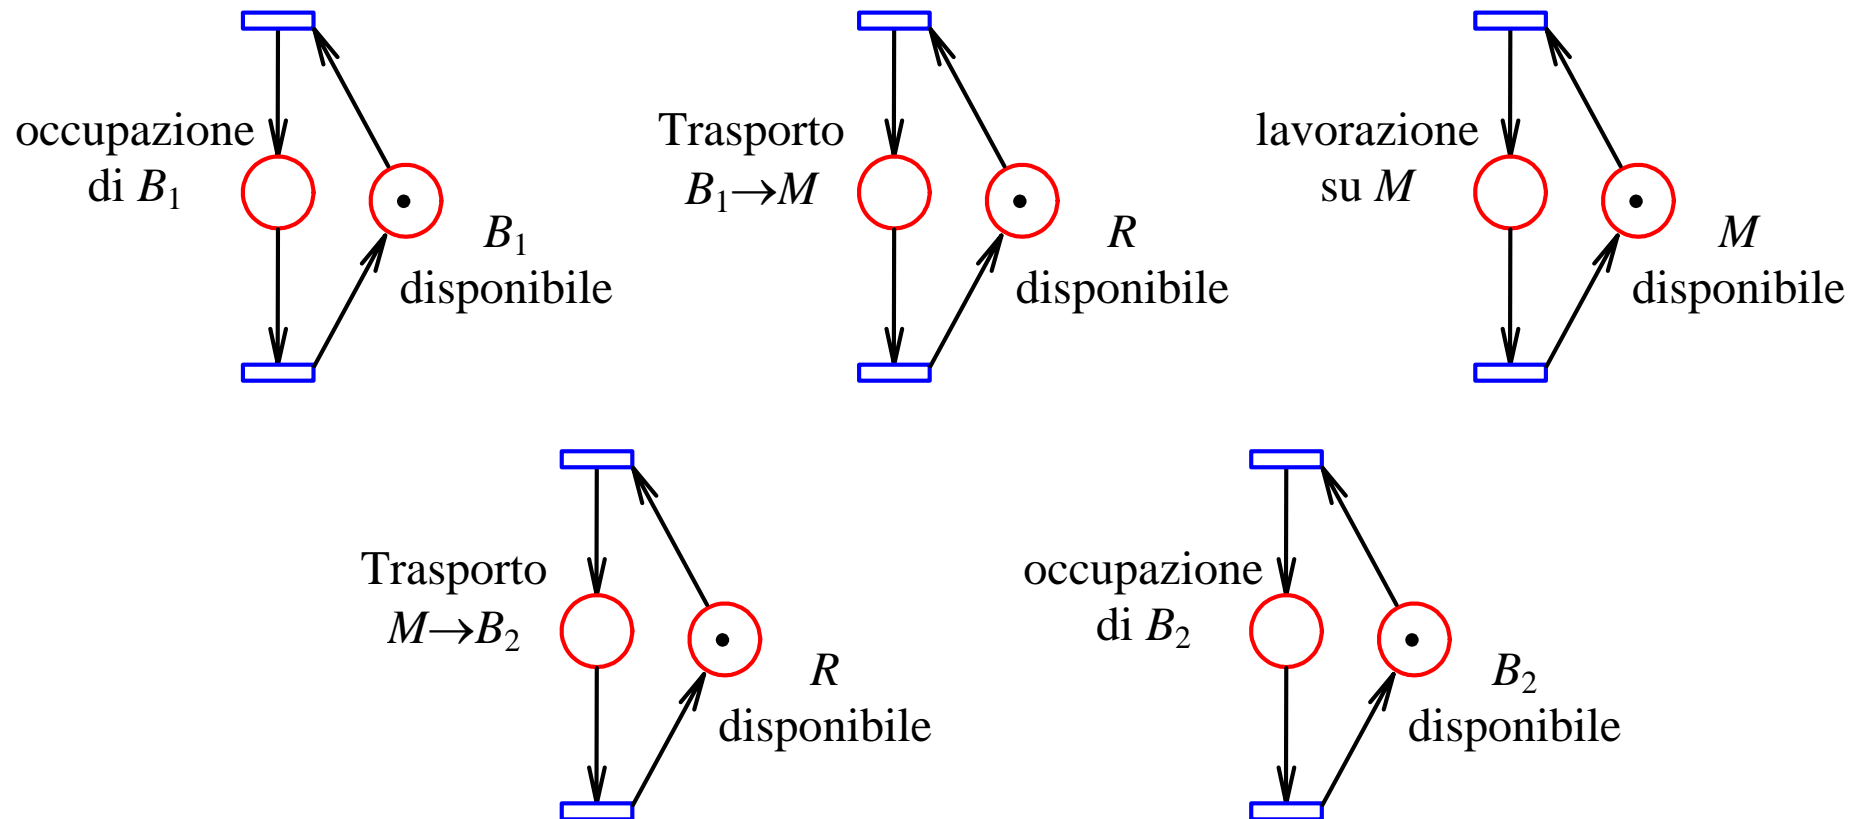 occupazione
di B₁
B₁
disponibile
Trasporto
B₁→M
R
disponibile
lavorazione
su M
M
disponibile
Trasporto
M→B₂
R
disponibile
occupazione
di B₂
B₂
disponibile